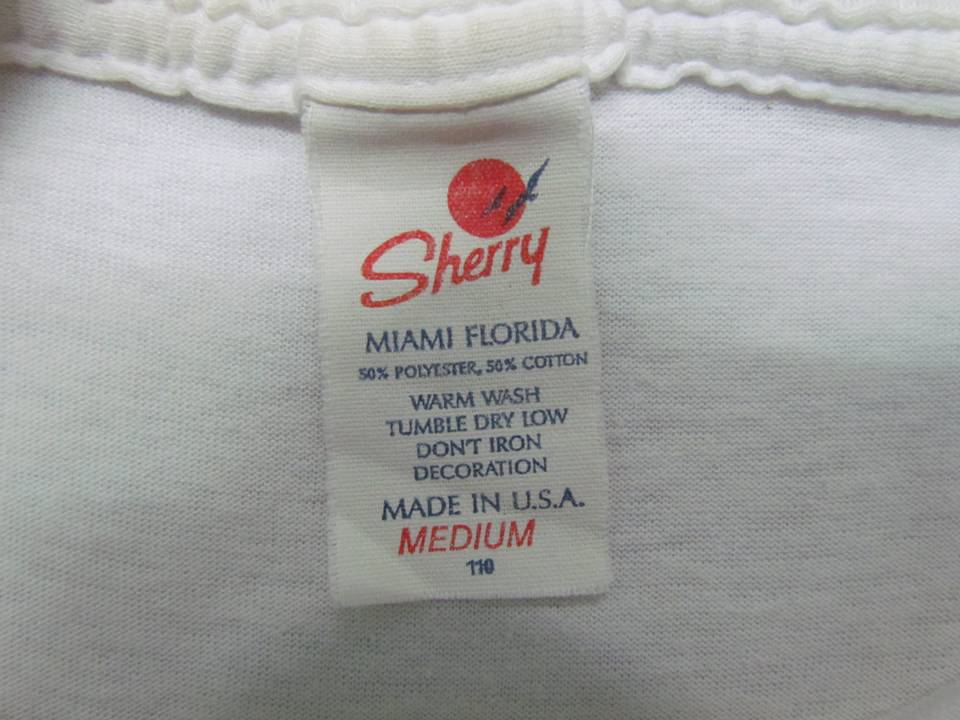 Sherry
MIAMI FLORIDA
50% POLYESTER, 50% COTTON
WARM WASH
TUMBLE DRY LOW
DON'T IRON
DECORATION
MADE IN U.S.A.
MEDIUM
110